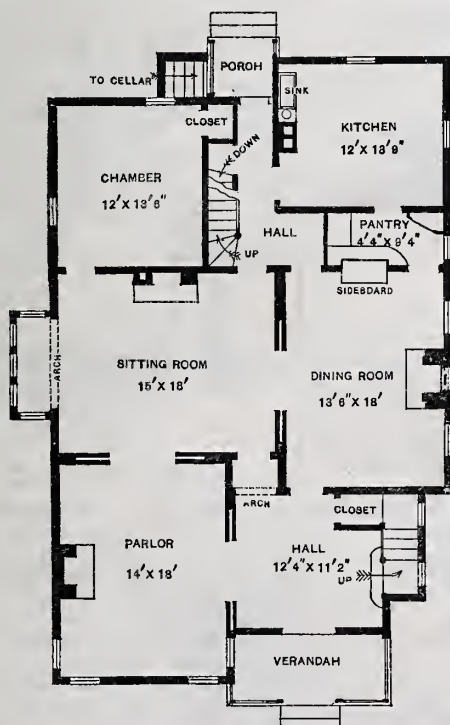 PORCH
TO CELLAR
SINK
CLOSET
KITCHEN
12' X 13'9"
CHAMBER
12' X 13'6"
DOWN
PANTRY
4'4" X 9'4"
HALL
UP
SIDEBOARD
SITTING ROOM
15' X 18'
ARCH
DINING ROOM
13'6" X 18'
ARCH
CLOSET
PARLOR
14' X 18'
HALL
12'4" X 11'2"
UP
VERANDAH